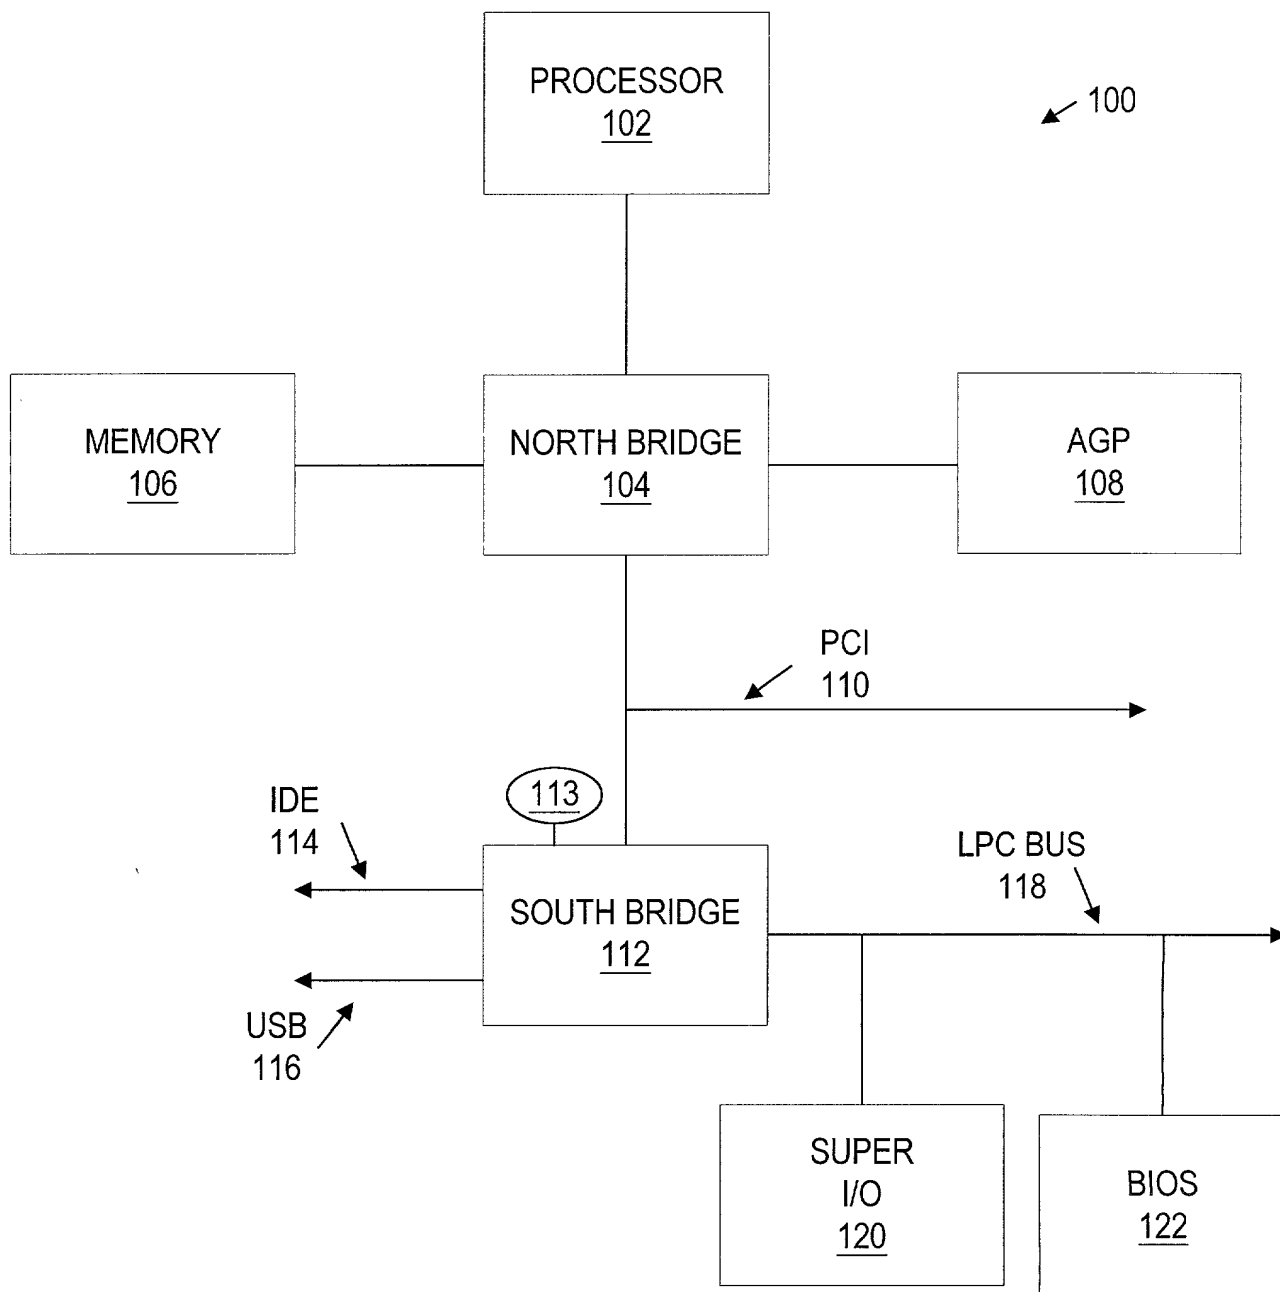 PROCESSOR
102
100
MEMORY
106
NORTH BRIDGE
104
AGP
108
PCI
110
113
IDE
114
LPC BUS
118
SOUTH BRIDGE
112
USB
116
SUPER
I/O
120
BIOS
122